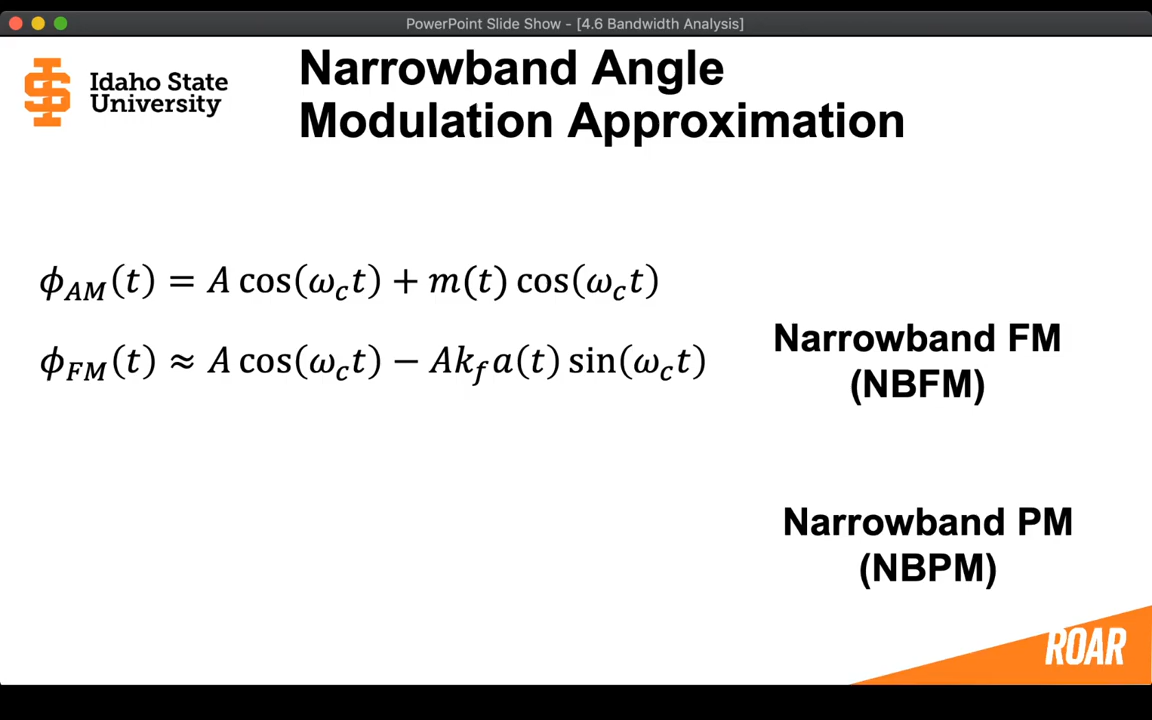 PowerPoint Slide Show - [4.6 Bandwidth Analysis]
Idaho State
University
Narrowband Angle
Modulation Approximation
ϕ_AM(t) = A cos(ω_c t) + m(t) cos(ω_c t)
ϕ_FM(t) ≈ A cos(ω_c t) − Ak_f a(t) sin(ω_c t)
Narrowband FM
(NBFM)
Narrowband PM
(NBPM)
ROAR